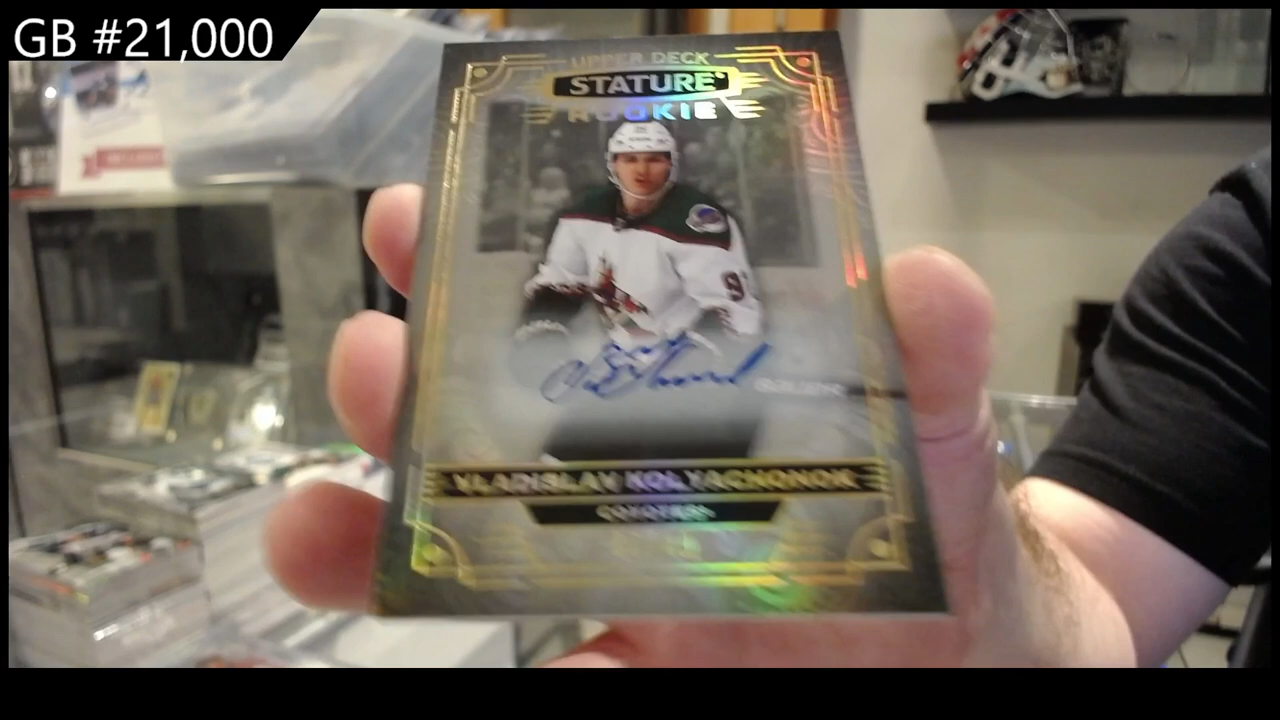 GB #21,000
UPPER DECK
STATURE
ROOKIE
VLADISLAV KOLYACHONOK
COYOTES